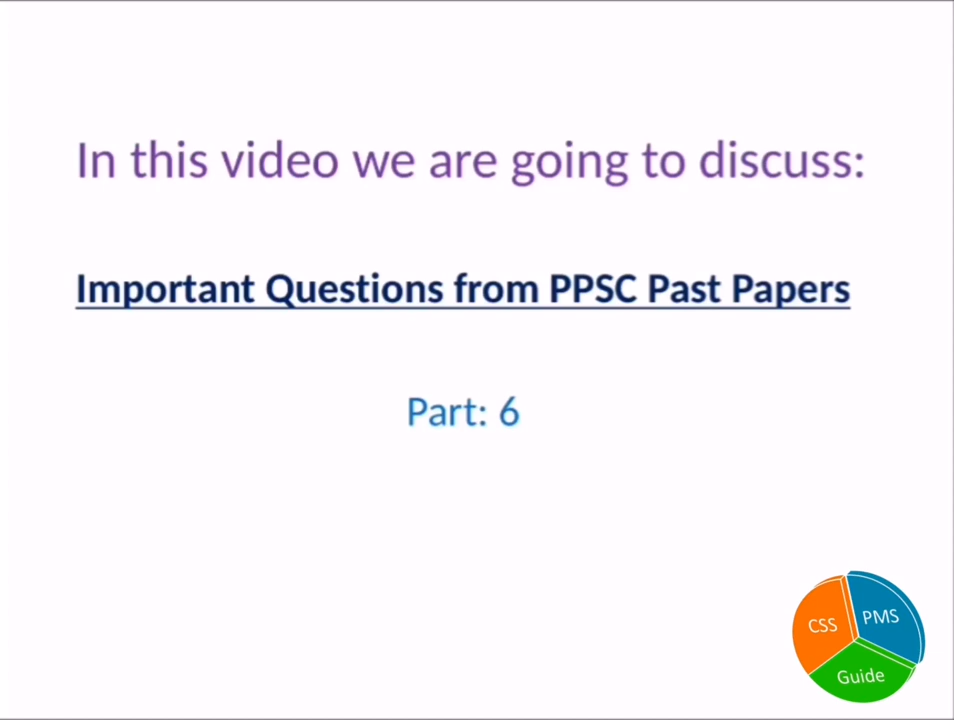 In this video we are going to discuss:
Important Questions from PPSC Past Papers
Part: 6
CSS
PMS
Guide